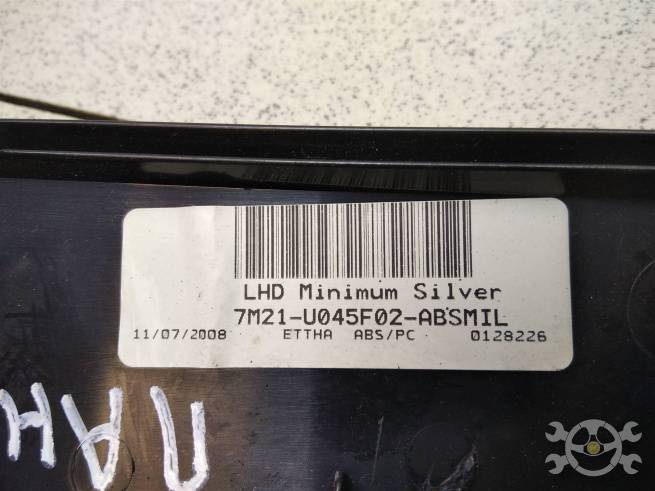 LHD Minimum Silver
7M21-U045F02-ABSMIL
11/07/2008 ETTHA ABS/PC 0128226